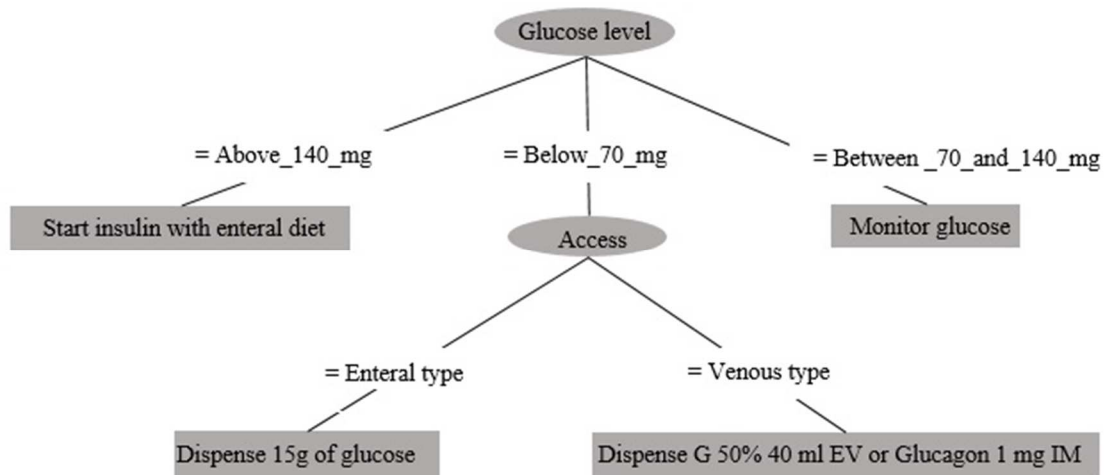 Glucose level
= Above_140_mg
= Below_70_mg
= Between _70_and_140_mg
Start insulin with enteral diet
Access
Monitor glucose
= Enteral type
= Venous type
Dispense 15g of glucose
Dispense G 50% 40 ml EV or Glucagon 1 mg IM